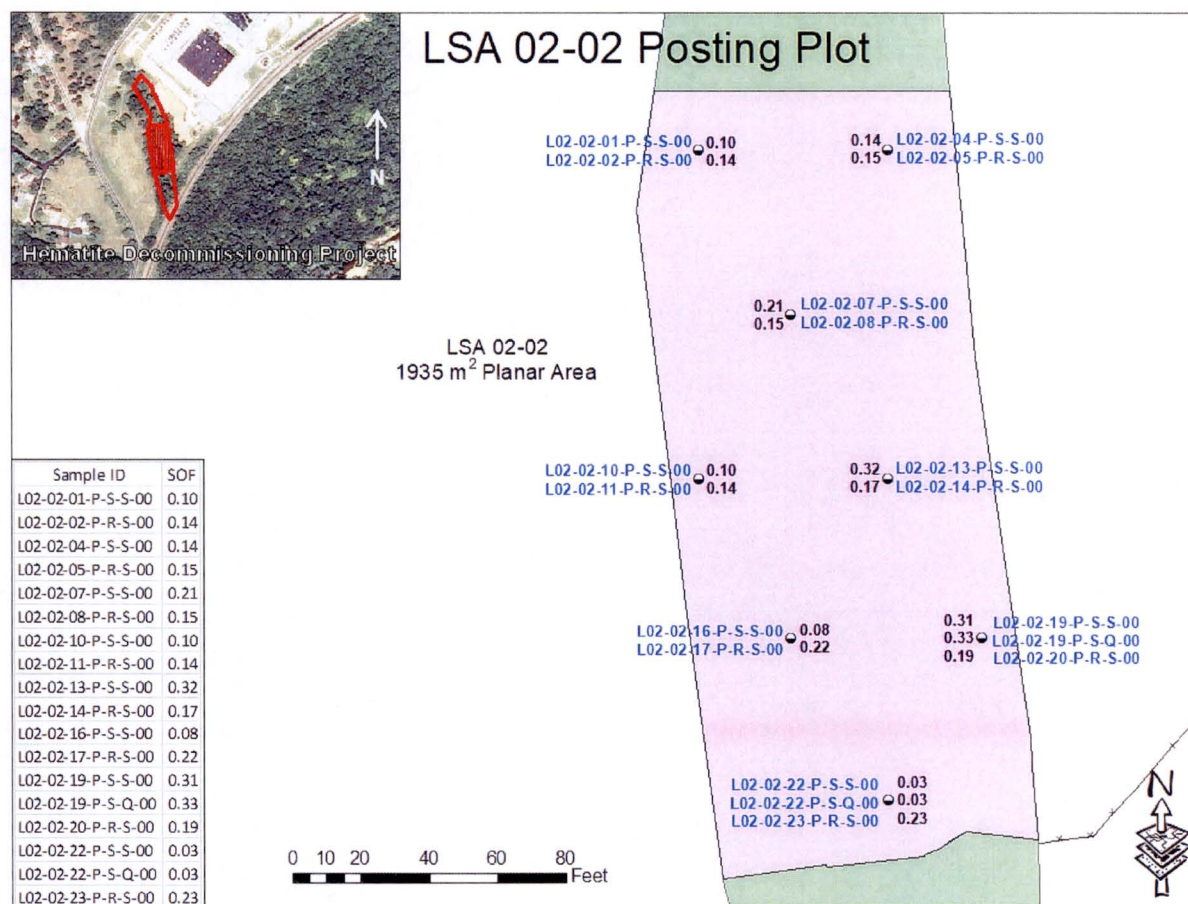 LSA 02-02 Posting Plot
N
Hematite Decommissioning Project
L02-02-01-P-S-S-00 0.10
L02-02-02-P-R-S-00 0.14
0.14 L02-02-04-P-S-S-00
0.15 L02-02-05-P-R-S-00
0.21 L02-02-07-P-S-S-00
0.15 L02-02-08-P-R-S-00
LSA 02-02
1935 m² Planar Area
L02-02-10-P-S-S-00 0.10
L02-02-11-P-R-S-00 0.14
0.32 L02-02-13-P-S-S-00
0.17 L02-02-14-P-R-S-00
L02-02-16-P-S-S-00 0.08
L02-02-17-P-R-S-00 0.22
0.31 L02-02-19-P-S-S-00
0.33 L02-02-19-P-S-Q-00
0.19 L02-02-20-P-R-S-00
L02-02-22-P-S-S-00 0.03
L02-02-22-P-S-Q-00 0.03
L02-02-23-P-R-S-00 0.23
Sample ID SOF
L02-02-01-P-S-S-00 0.10
L02-02-02-P-R-S-00 0.14
L02-02-04-P-S-S-00 0.14
L02-02-05-P-R-S-00 0.15
L02-02-07-P-S-S-00 0.21
L02-02-08-P-R-S-00 0.15
L02-02-10-P-S-S-00 0.10
L02-02-11-P-R-S-00 0.14
L02-02-13-P-S-S-00 0.32
L02-02-14-P-R-S-00 0.17
L02-02-16-P-S-S-00 0.08
L02-02-17-P-R-S-00 0.22
L02-02-19-P-S-S-00 0.31
L02-02-19-P-S-Q-00 0.33
L02-02-20-P-R-S-00 0.19
L02-02-22-P-S-S-00 0.03
L02-02-22-P-S-Q-00 0.03
L02-02-23-P-R-S-00 0.23
0 10 20 40 60 80
Feet
N